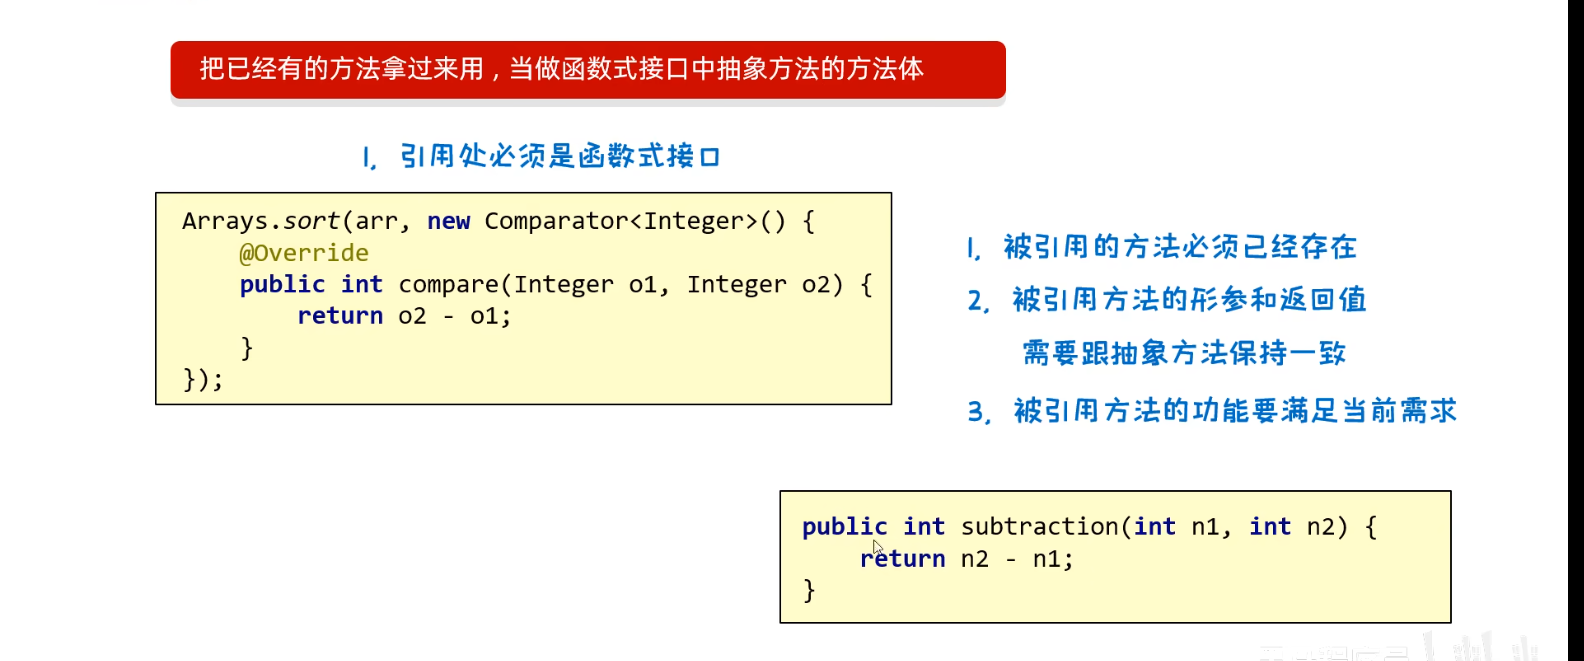 把已经有的方法拿过来用，当做函数式接口中抽象方法的方法体
1, 引用处必须是函数式接口
Arrays.sort(arr, new Comparator<Integer>() {
@Override
public int compare(Integer o1, Integer o2) {
return o2 - o1;
}
});
1, 被引用的方法必须已经存在
2, 被引用方法的形参和返回值
需要跟抽象方法保持一致
3, 被引用方法的功能要满足当前需求
public int subtraction(int n1, int n2) {
return n2 - n1;
}